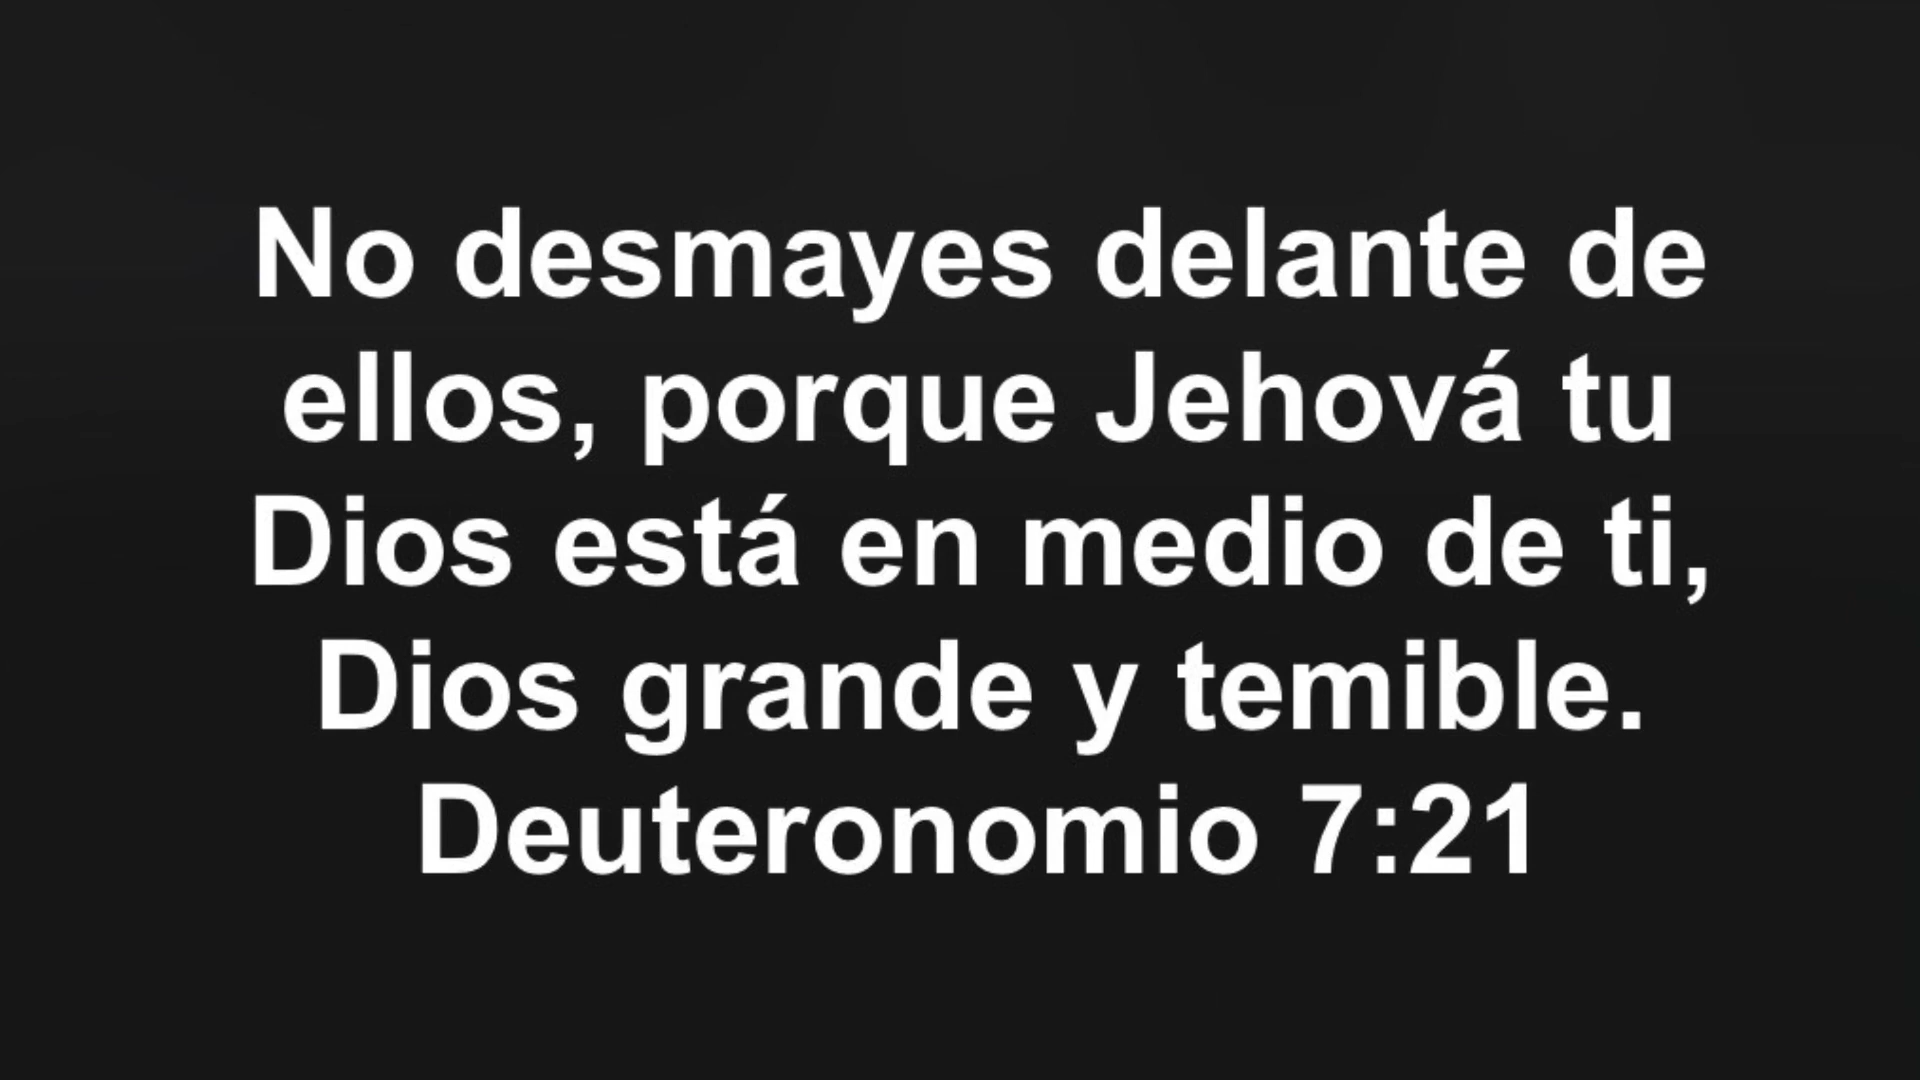 No desmayes delante de
ellos, porque Jehová tu
Dios está en medio de ti,
Dios grande y temible.
Deuteronomio 7:21